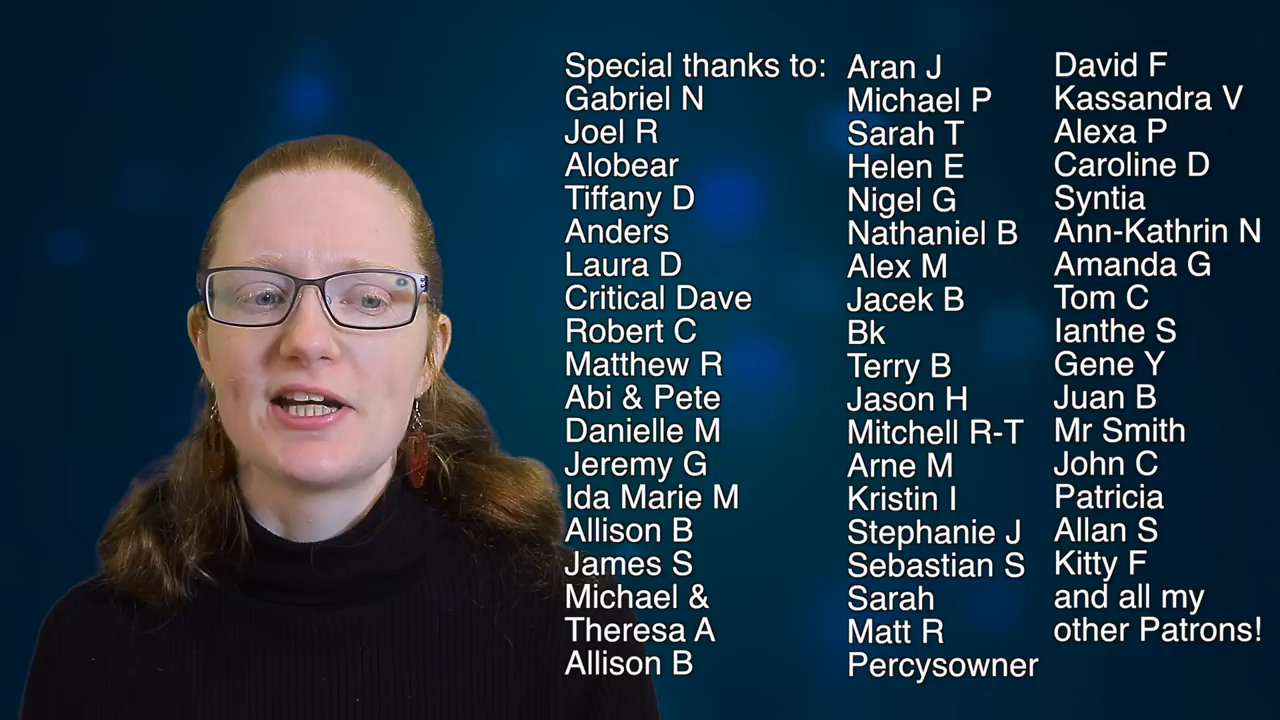 Special thanks to:
Gabriel N
Joel R
Alobear
Tiffany D
Anders
Laura D
Critical Dave
Robert C
Matthew R
Abi & Pete
Danielle M
Jeremy G
Ida Marie M
Allison B
James S
Michael &
Theresa A
Allison B
Aran J
Michael P
Sarah T
Helen E
Nigel G
Nathaniel B
Alex M
Jacek B
Bk
Terry B
Jason H
Mitchell R-T
Arne M
Kristin I
Stephanie J
Sebastian S
Sarah
Matt R
Percysowner
David F
Kassandra V
Alexa P
Caroline D
Syntia
Ann-Kathrin N
Amanda G
Tom C
Ianthe S
Gene Y
Juan B
Mr Smith
John C
Patricia
Allan S
Kitty F
and all my
other Patrons!